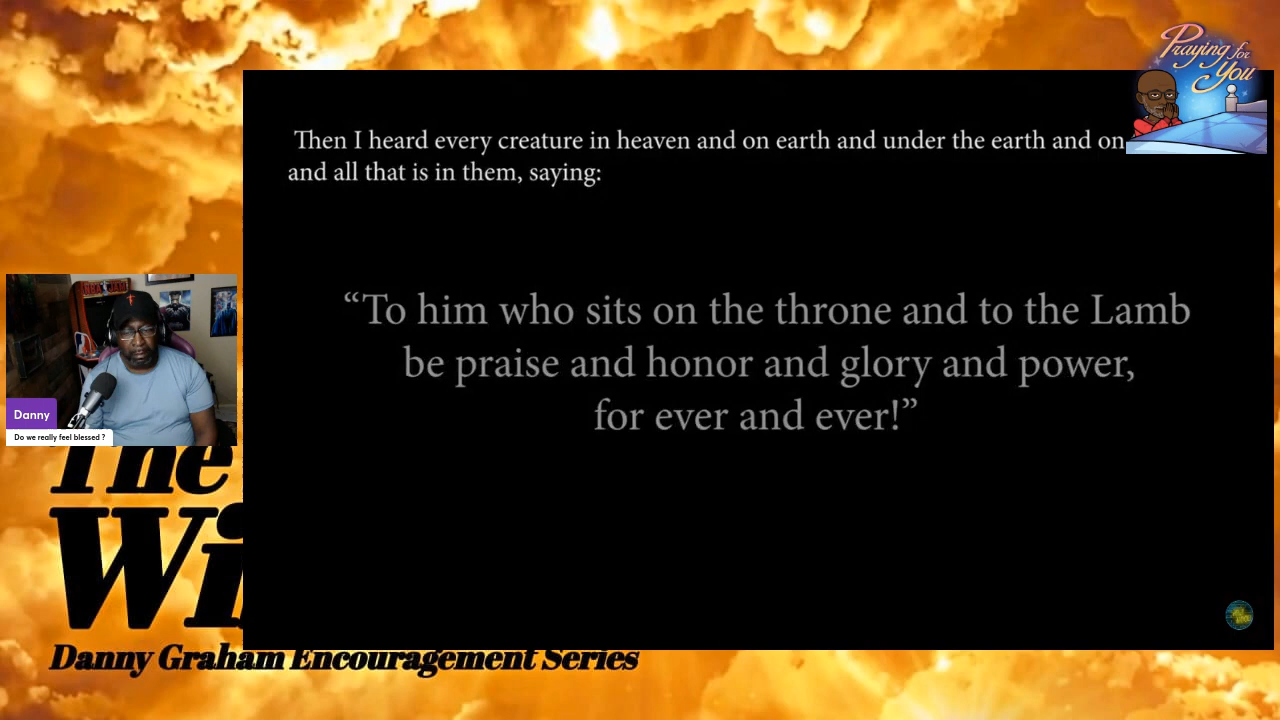 Praying for
You
Then I heard every creature in heaven and on earth and under the earth and on
and all that is in them, saying:
“To him who sits on the throne and to the Lamb
be praise and honor and glory and power,
for ever and ever!”
Danny
Do we really feel blessed ?
The
Wi
Danny Graham Encouragement Series